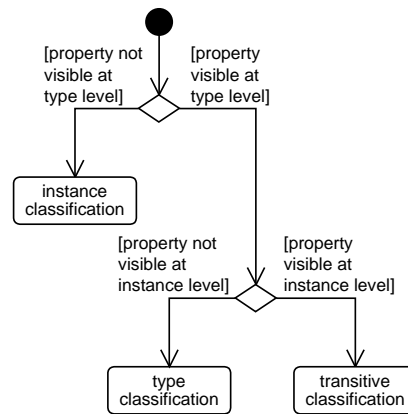 [property not
visible at
type level]
[property
visible at
type level]
instance
classification
[property not
visible at
instance level]
[property
visible at
instance level]
type
classification
transitive
classification